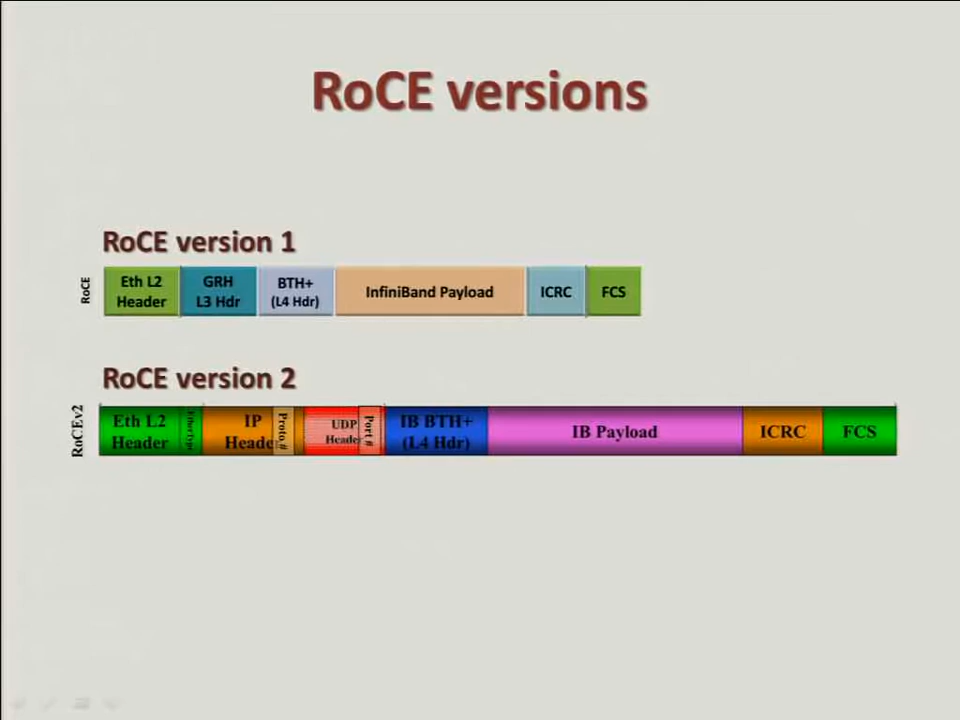 RoCE versions
RoCE version 1
RoCE
Eth L2
Header
GRH
L3 Hdr
BTH+
(L4 Hdr)
InfiniBand Payload
ICRC
FCS
RoCE version 2
RoCEv2
Eth L2
Header
EtherType
IP
Heade
Proto.#
UDP
Header
Port #
IB BTH+
(L4 Hdr)
IB Payload
ICRC
FCS